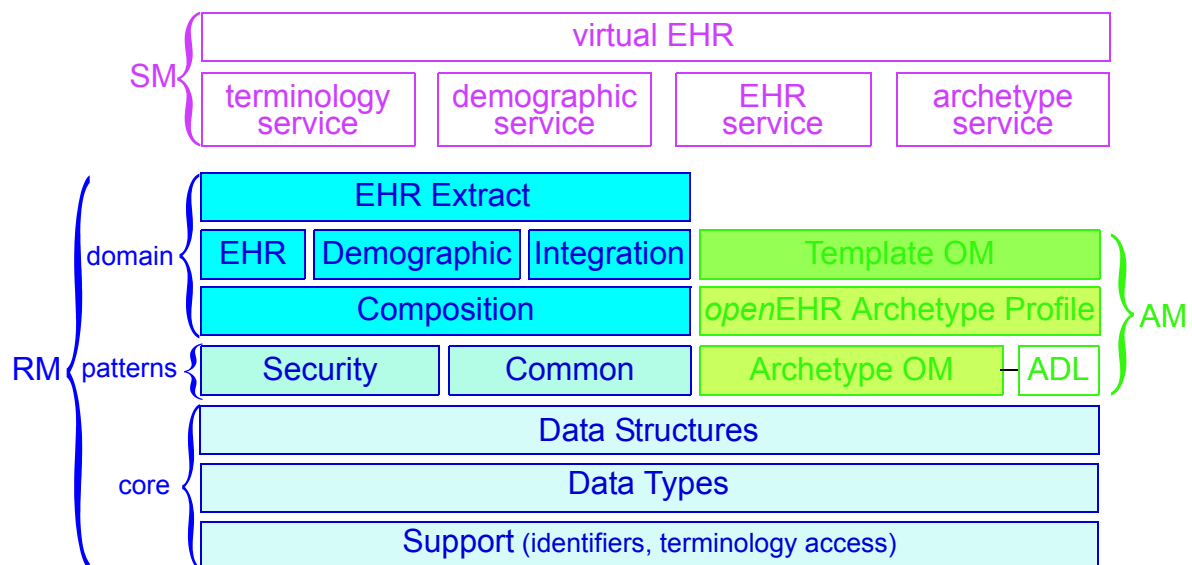 virtual EHR
SM
terminology
service
demographic
service
EHR
service
archetype
service
EHR Extract
domain
EHR
Demographic
Integration
Template OM
Composition
openEHR Archetype Profile
AM
RM
patterns
Security
Common
Archetype OM
ADL
Data Structures
core
Data Types
Support (identifiers, terminology access)